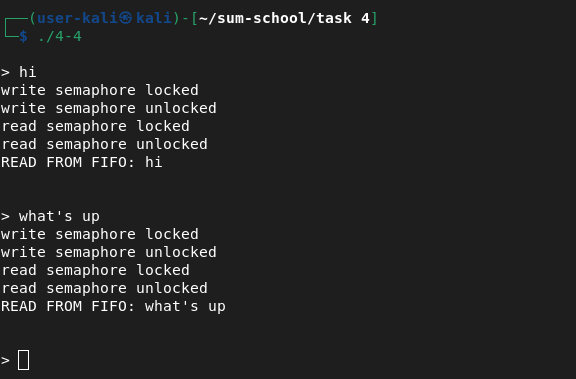 ┌──(user-kali㉿kali)-[~/sum-school/task 4]
└─$ ./4-4
> hi
write semaphore locked
write semaphore unlocked
read semaphore locked
read semaphore unlocked
READ FROM FIFO: hi
> what's up
write semaphore locked
write semaphore unlocked
read semaphore locked
read semaphore unlocked
READ FROM FIFO: what's up
>